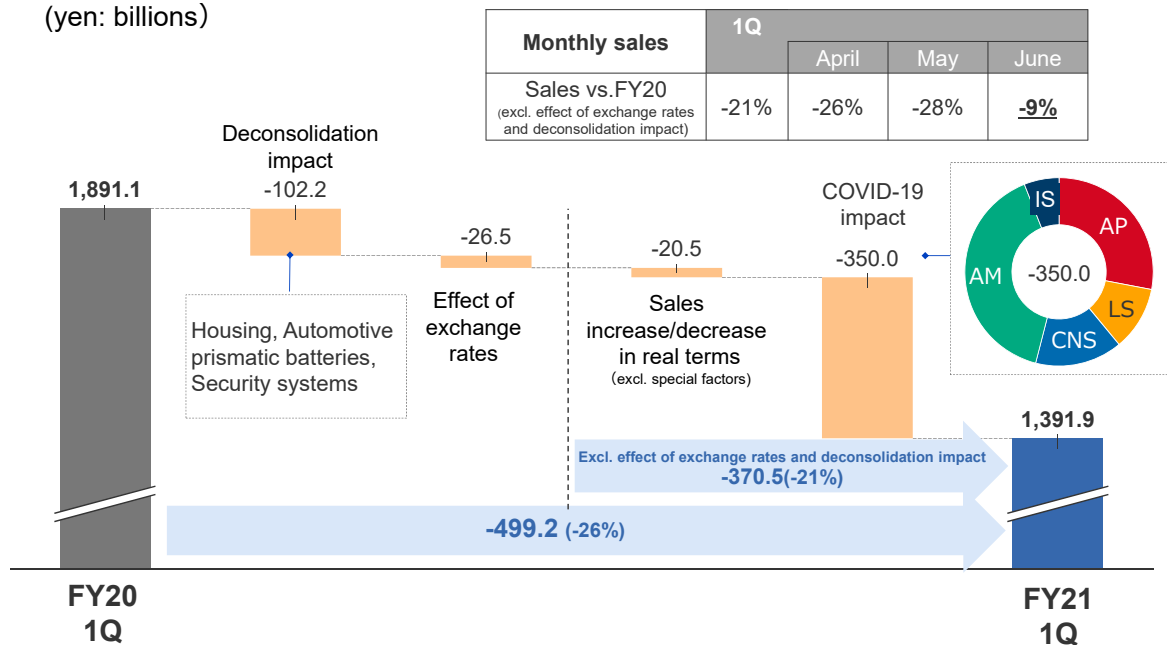 (yen: billions）
Monthly sales
1Q
April
May
June
Sales vs.FY20
(excl. effect of exchange rates
and deconsolidation impact)
-21%
-26%
-28%
-9%
Deconsolidation
impact
1,891.1
-102.2
-26.5
-20.5
COVID-19
impact
-350.0
IS
AP
AM
-350.0
LS
CNS
Housing, Automotive
prismatic batteries,
Security systems
Effect of
exchange
rates
Sales
increase/decrease
in real terms
（excl. special factors）
1,391.9
Excl. effect of exchange rates and deconsolidation impact
-370.5(-21%)
-499.2 (-26%)
FY20
1Q
FY21
1Q